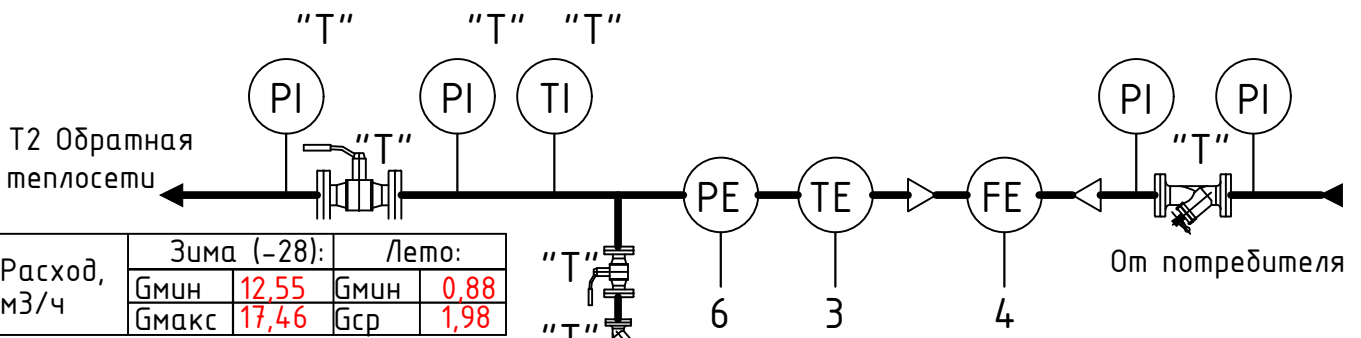 "T" "T" "T"
PI PI TI PI PI
T2 Обратная
теплосети
"T" "T"
PE TE FE
От потребителя
Расход,
м3/ч
Зима (-28): Лето:
Gмин 12,55 Gмин 0,88
Gмакс 17,46 Gср 1,98
"T"
6 3 4
"T"